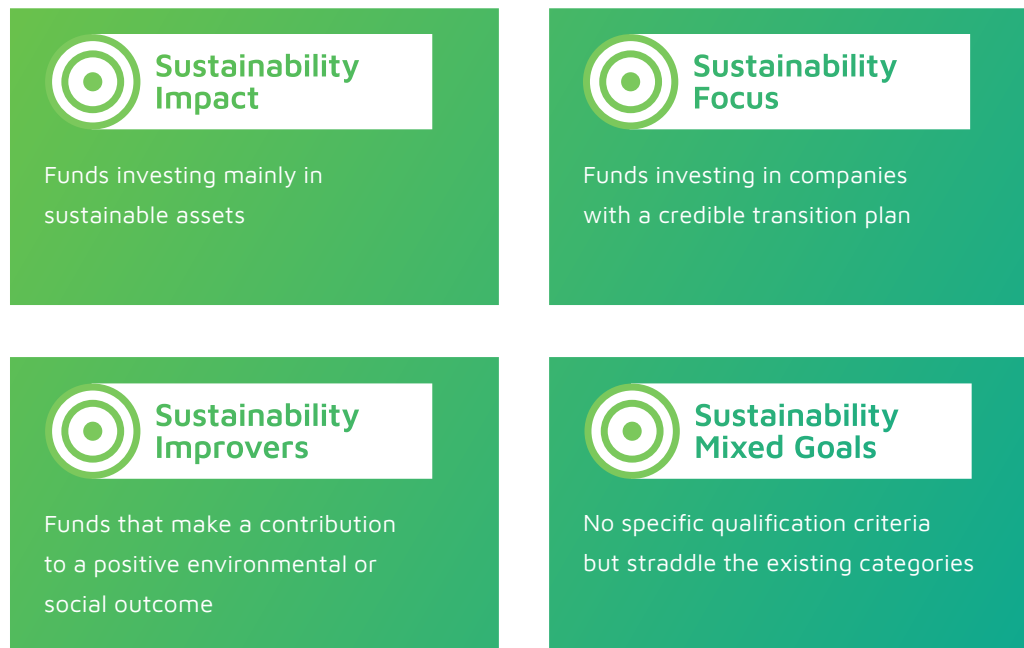 Sustainability
Impact
Funds investing mainly in
sustainable assets
Sustainability
Focus
Funds investing in companies
with a credible transition plan
Sustainability
Improvers
Funds that make a contribution
to a positive environmental or
social outcome
Sustainability
Mixed Goals
No specific qualification criteria
but straddle the existing categories